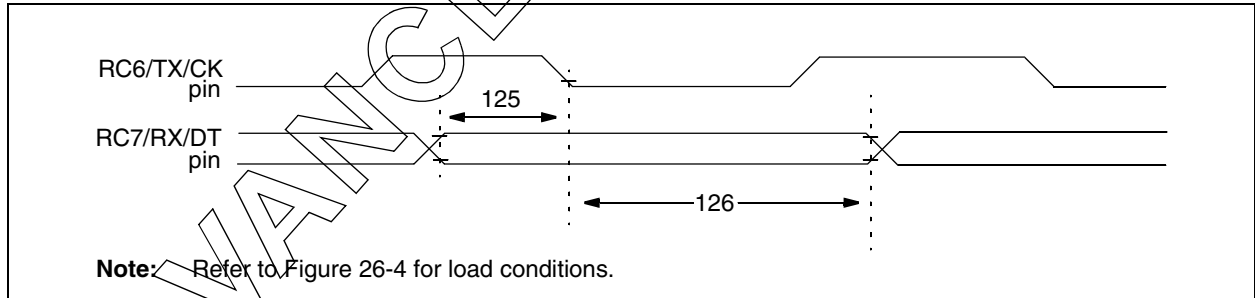 RC6/TX/CK
pin
125
RC7/RX/DT
pin
126
Note: Refer to Figure 26-4 for load conditions.